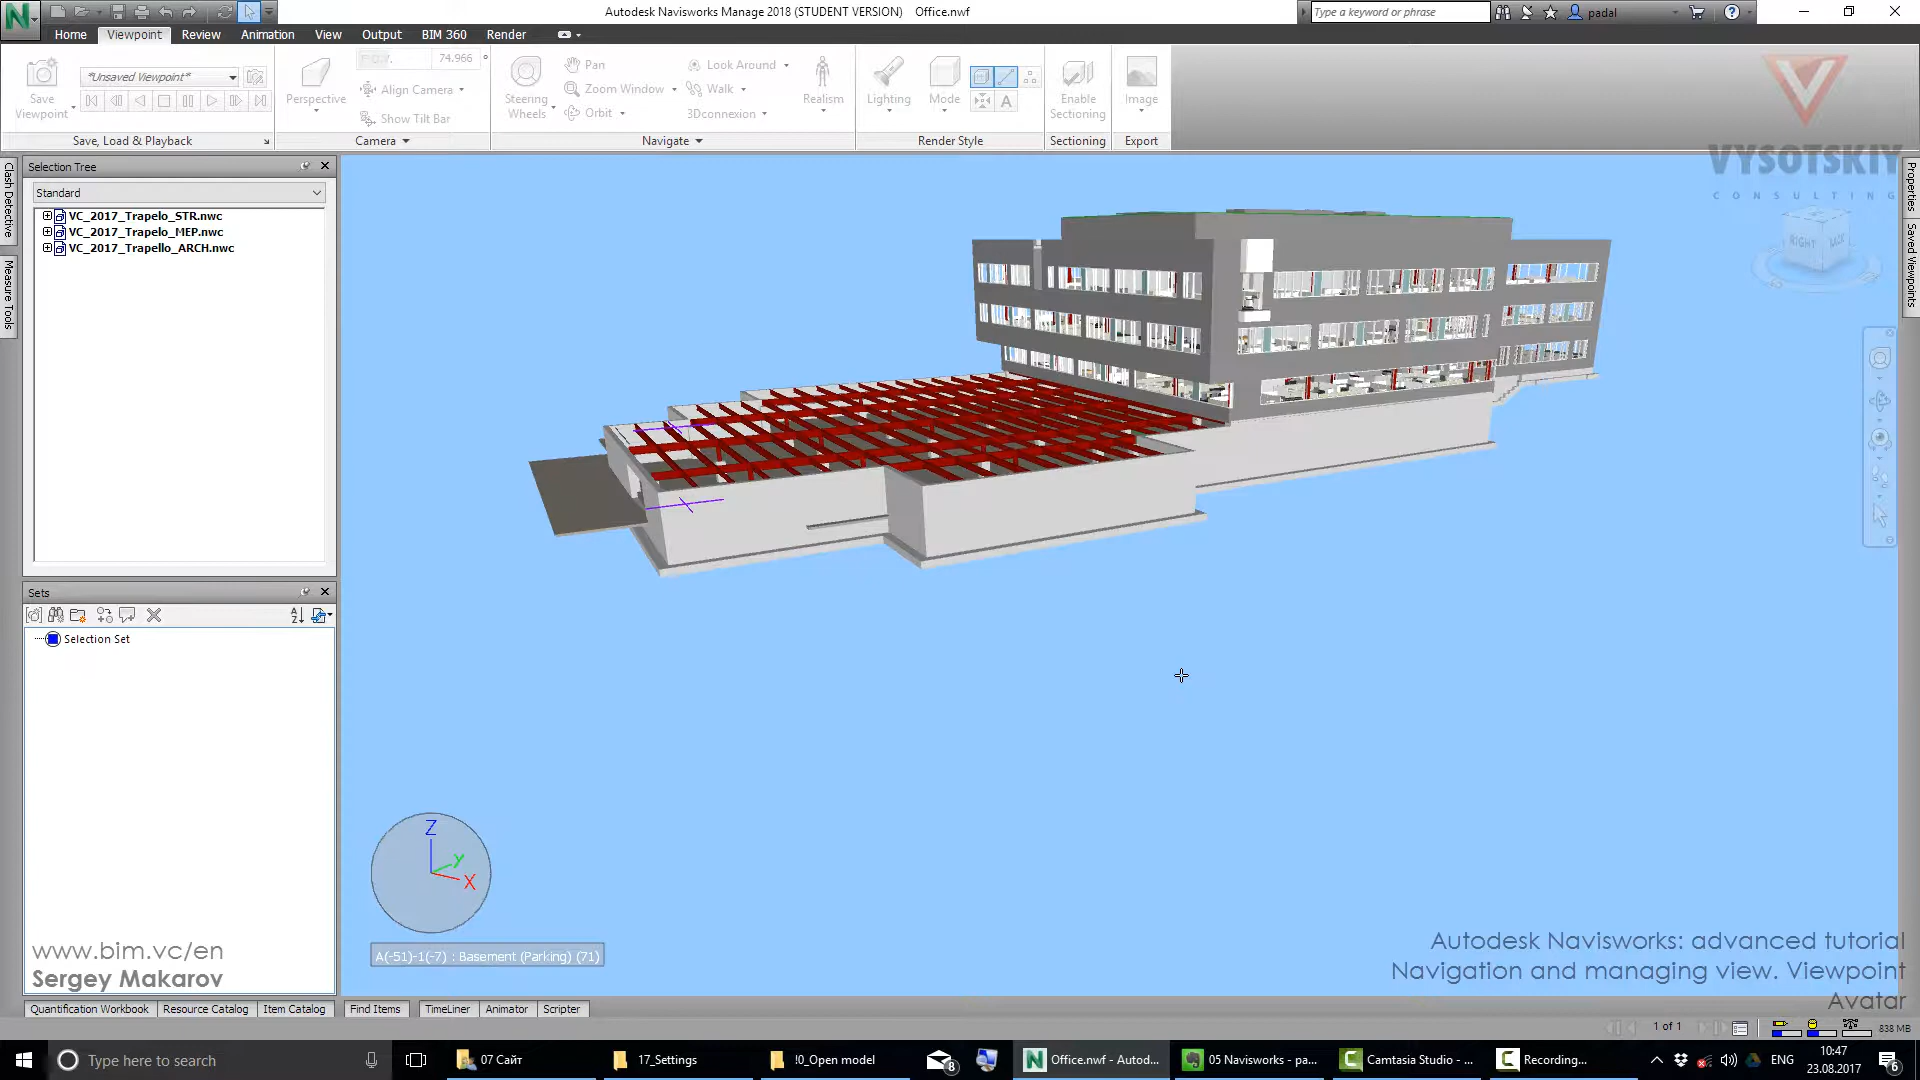 Autodesk Navisworks Manage 2018 (STUDENT VERSION) Office.nwf
Type a keyword or phrase
padal
Home Viewpoint Review Animation View Output BIM 360 Render
*Unsaved Viewpoint*
Save Viewpoint
Save, Load & Playback
Perspective
F.O.V. 74.966 °
Align Camera
Show Tilt Bar
Camera
Steering Wheels
Pan
Zoom Window
Orbit
Look Around
Walk
3Dconnexion
Realism
Navigate
Lighting
Mode
A
Render Style
Enable Sectioning
Sectioning
Image
Export
VYSOTSKIY
CONSULTING
Clash Detective
Measure Tools
Properties
Saved Viewpoints
Selection Tree
Standard
VC_2017_Trapelo_STR.nwc
VC_2017_Trapelo_MEP.nwc
VC_2017_Trapello_ARCH.nwc
RIGHT BACK
Sets
Selection Set
Z
Y
X
A(-51)-1(-7) : Basement (Parking) (71)
www.bim.vc/en
Sergey Makarov
Autodesk Navisworks: advanced tutorial
Navigation and managing view. Viewpoint
Avatar
Quantification Workbook Resource Catalog Item Catalog Find Items TimeLiner Animator Scripter
1 of 1
838 MB
Type here to search
07 Сайт
17_Settings
!0_Open model
8
Office.nwf - Autod...
05 Navisworks - pa...
Camtasia Studio - ...
Recording...
ENG
10:47
23.08.2017
6